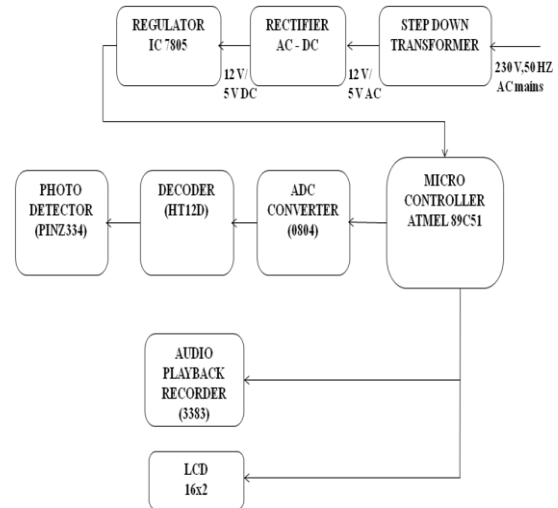 REGULATOR
IC 7805
RECTIFIER
AC - DC
STEP DOWN
TRANSFORMER
12 V/
5 V DC
12 V/
5 V AC
230 V,50 HZ
AC mains
PHOTO
DETECTOR
(PINZ334)
DECODER
(HT12D)
ADC
CONVERTER
(0804)
MICRO
CONTROLLER
ATMEL 89C51
AUDIO
PLAYBACK
RECORDER
(3383)
LCD
16x2